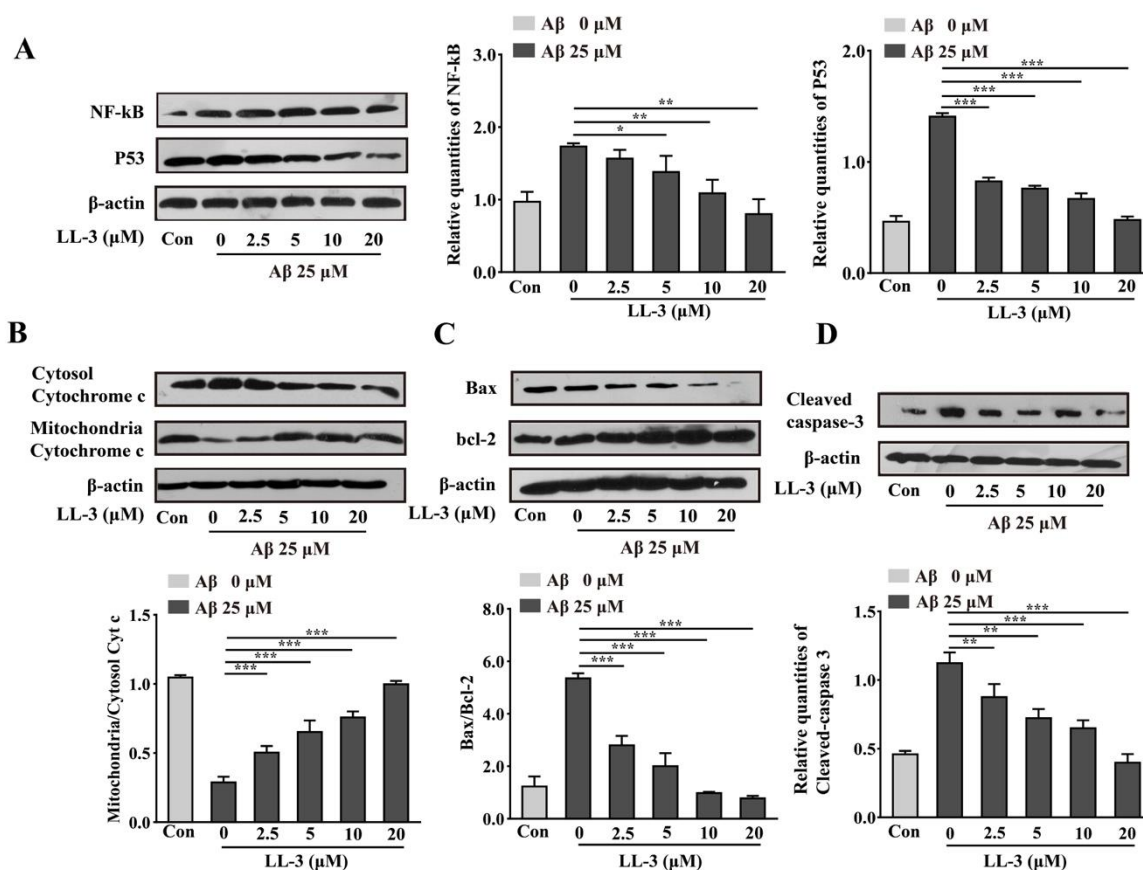 A
NF-kB
P53
β-actin
LL-3 (μM) Con 0 2.5 5 10 20
Aβ 25 μM
Aβ 0 μM
Aβ 25 μM
Relative quantities of NF-kB
3.0
2.0
1.0
0.0
**
**
*
Con 0 2.5 5 10 20
LL-3 (μM)
Aβ 0 μM
Aβ 25 μM
Relative quantities of P53
2.0
1.0
0.0
***
***
***
***
Con 0 2.5 5 10 20
LL-3 (μM)
B
Cytosol
Cytochrome c
Mitochondria
Cytochrome c
β-actin
LL-3 (μM) Con 0 2.5 5 10 20
Aβ 25 μM
Aβ 0 μM
Aβ 25 μM
Mitochondria/Cytosol Cyt c
1.0
0.5
0.0
***
***
***
***
Con 0 2.5 5 10 20
LL-3 (μM)
C
Bax
bcl-2
β-actin
LL-3 (μM) Con 0 2.5 5 10 20
Aβ 25 μM
Aβ 0 μM
Aβ 25 μM
Bax/Bcl-2
6.0
4.0
2.0
0.0
***
***
***
***
Con 0 2.5 5 10 20
LL-3 (μM)
D
Cleaved
caspase-3
β-actin
LL-3 (μM) Con 0 2.5 5 10 20
Aβ 25 μM
Aβ 0 μM
Aβ 25 μM
Relative quantities of
Cleaved-caspase 3
1.5
1.0
0.5
0.0
***
***
**
**
Con 0 2.5 5 10 20
LL-3 (μM)